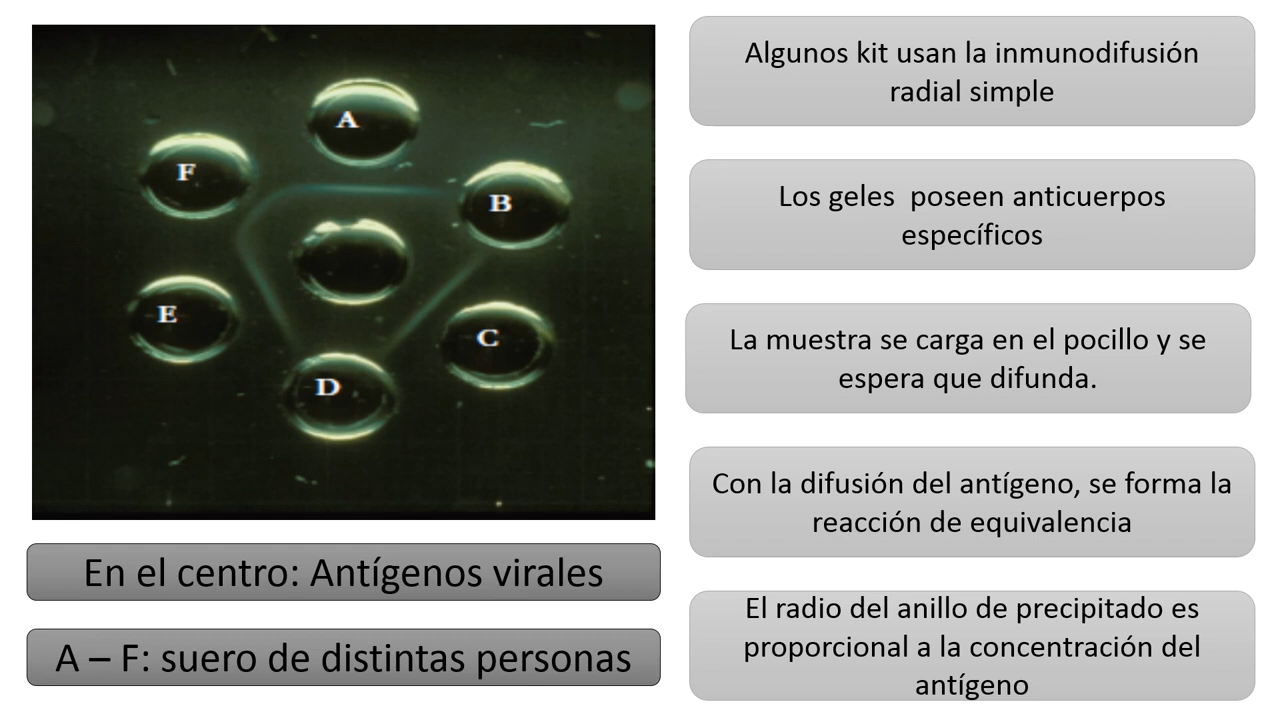 A
F
B
E
C
D
En el centro: Antígenos virales
A – F: suero de distintas personas
Algunos kit usan la inmunodifusión
radial simple
Los geles  poseen anticuerpos
específicos
La muestra se carga en el pocillo y se
espera que difunda.
Con la difusión del antígeno, se forma la
reacción de equivalencia
El radio del anillo de precipitado es
proporcional a la concentración del
antígeno